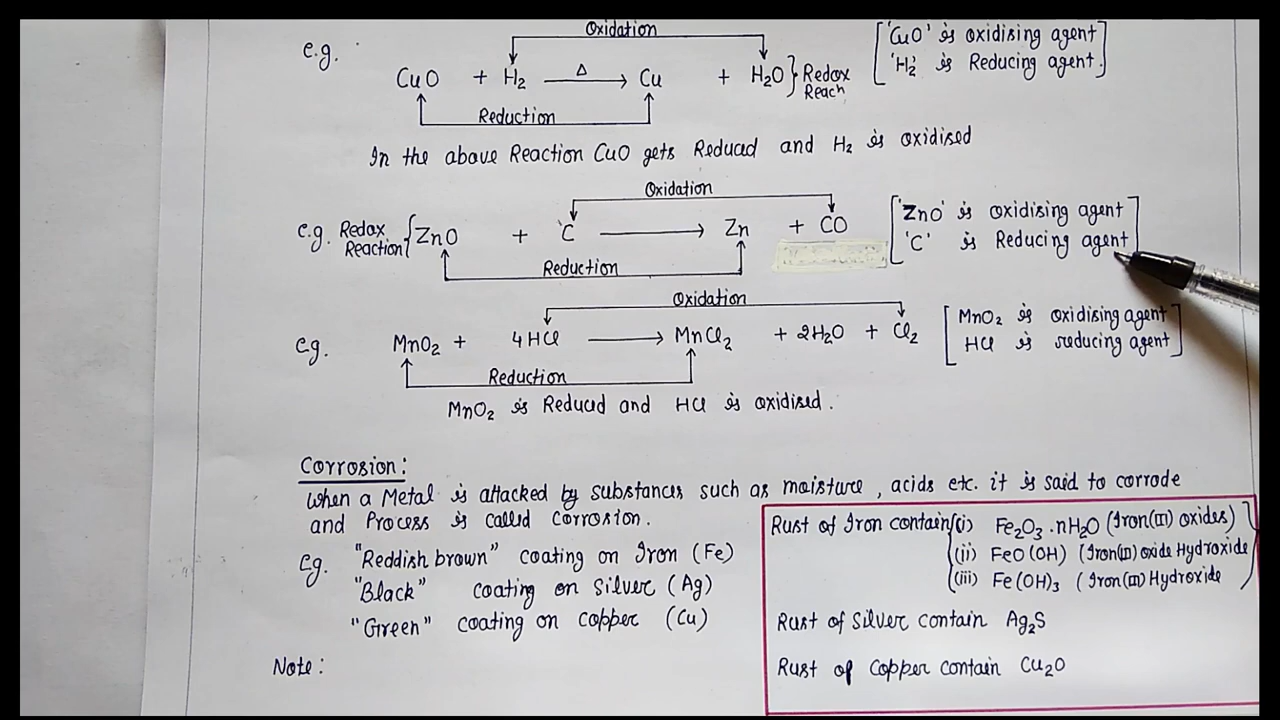 Oxidation
e.g. CuO + H₂ —Δ→ Cu + H₂O } Redox Reacn
['CuO' is oxidising agent
'H₂' is Reducing agent.]
Reduction
In the above Reaction CuO gets Reduced and H₂ is oxidised
Oxidation
e.g. Redox Reaction { ZnO + 'C ⟶ Zn + CO
['ZnO' is oxidising agent
'C' is Reducing agent]
Reduction
Oxidation
e.g. MnO₂ + 4HCl ⟶ MnCl₂ + 2H₂O + Cl₂
[MnO₂ is oxidising agent
HCl is reducing agent]
Reduction
MnO₂ is Reduced and HCl is oxidised.
Corrosion:
When a Metal is attacked by substances such as moisture, acids etc. it is said to corrode
and Process is called Corrosion.
e.g. "Reddish brown" coating on Iron (Fe)
"Black" coating on Silver (Ag)
"Green" coating on Copper (Cu)
Note:
Rust of Iron contain (i) Fe₂O₃.nH₂O (Iron(III) oxides)
(ii) FeO(OH) (Iron(III) oxide Hydroxide
(iii) Fe(OH)₃ (Iron(III) Hydroxide
Rust of Silver contain Ag₂S
Rust of Copper contain Cu₂O